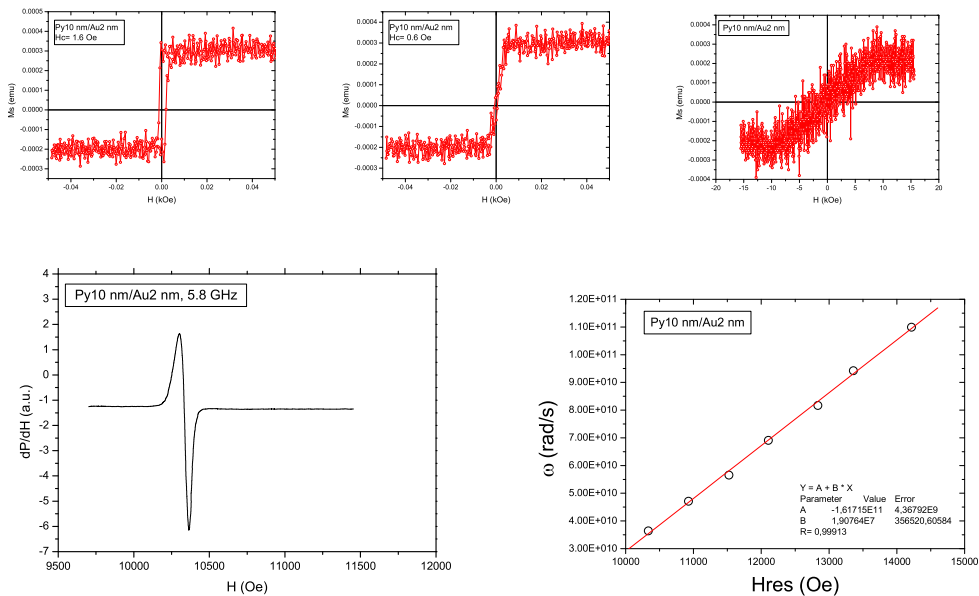 Py10 nm/Au2 nm
Hc= 1.6 Oe
Ms (emu)
0.0005
0.0004
0.0003
0.0002
0.0001
0.0000
-0.0001
-0.0002
-0.0003
-0.04 -0.02 0.00 0.02 0.04
H (kOe)
Py10 nm/Au2 nm
Hc= 0.6 Oe
Ms (emu)
0.0004
0.0003
0.0002
0.0001
0.0000
-0.0001
-0.0002
-0.0003
-0.04 -0.02 0.00 0.02 0.04
H (kOe)
Py10 nm/Au2 nm
Ms (emu)
0.0004
0.0003
0.0002
0.0001
0.0000
-0.0001
-0.0002
-0.0003
-0.0004
-20 -15 -10 -5 0 5 10 15 20
H (kOe)
Py10 nm/Au2 nm, 5.8 GHz
dP/dH (a.u.)
4
3
2
1
0
-1
-2
-3
-4
-5
-6
-7
9500 10000 10500 11000 11500 12000
H (Oe)
Py10 nm/Au2 nm
ω (rad/s)
1.20E+011
1.10E+011
1.00E+011
9.00E+010
8.00E+010
7.00E+010
6.00E+010
5.00E+010
4.00E+010
3.00E+010
Y = A + B * X
Parameter Value Error
A -1,61715E11 4,36792E9
B 1,90764E7 356520,60584
R= 0,99913
10000 11000 12000 13000 14000 15000
Hres (Oe)